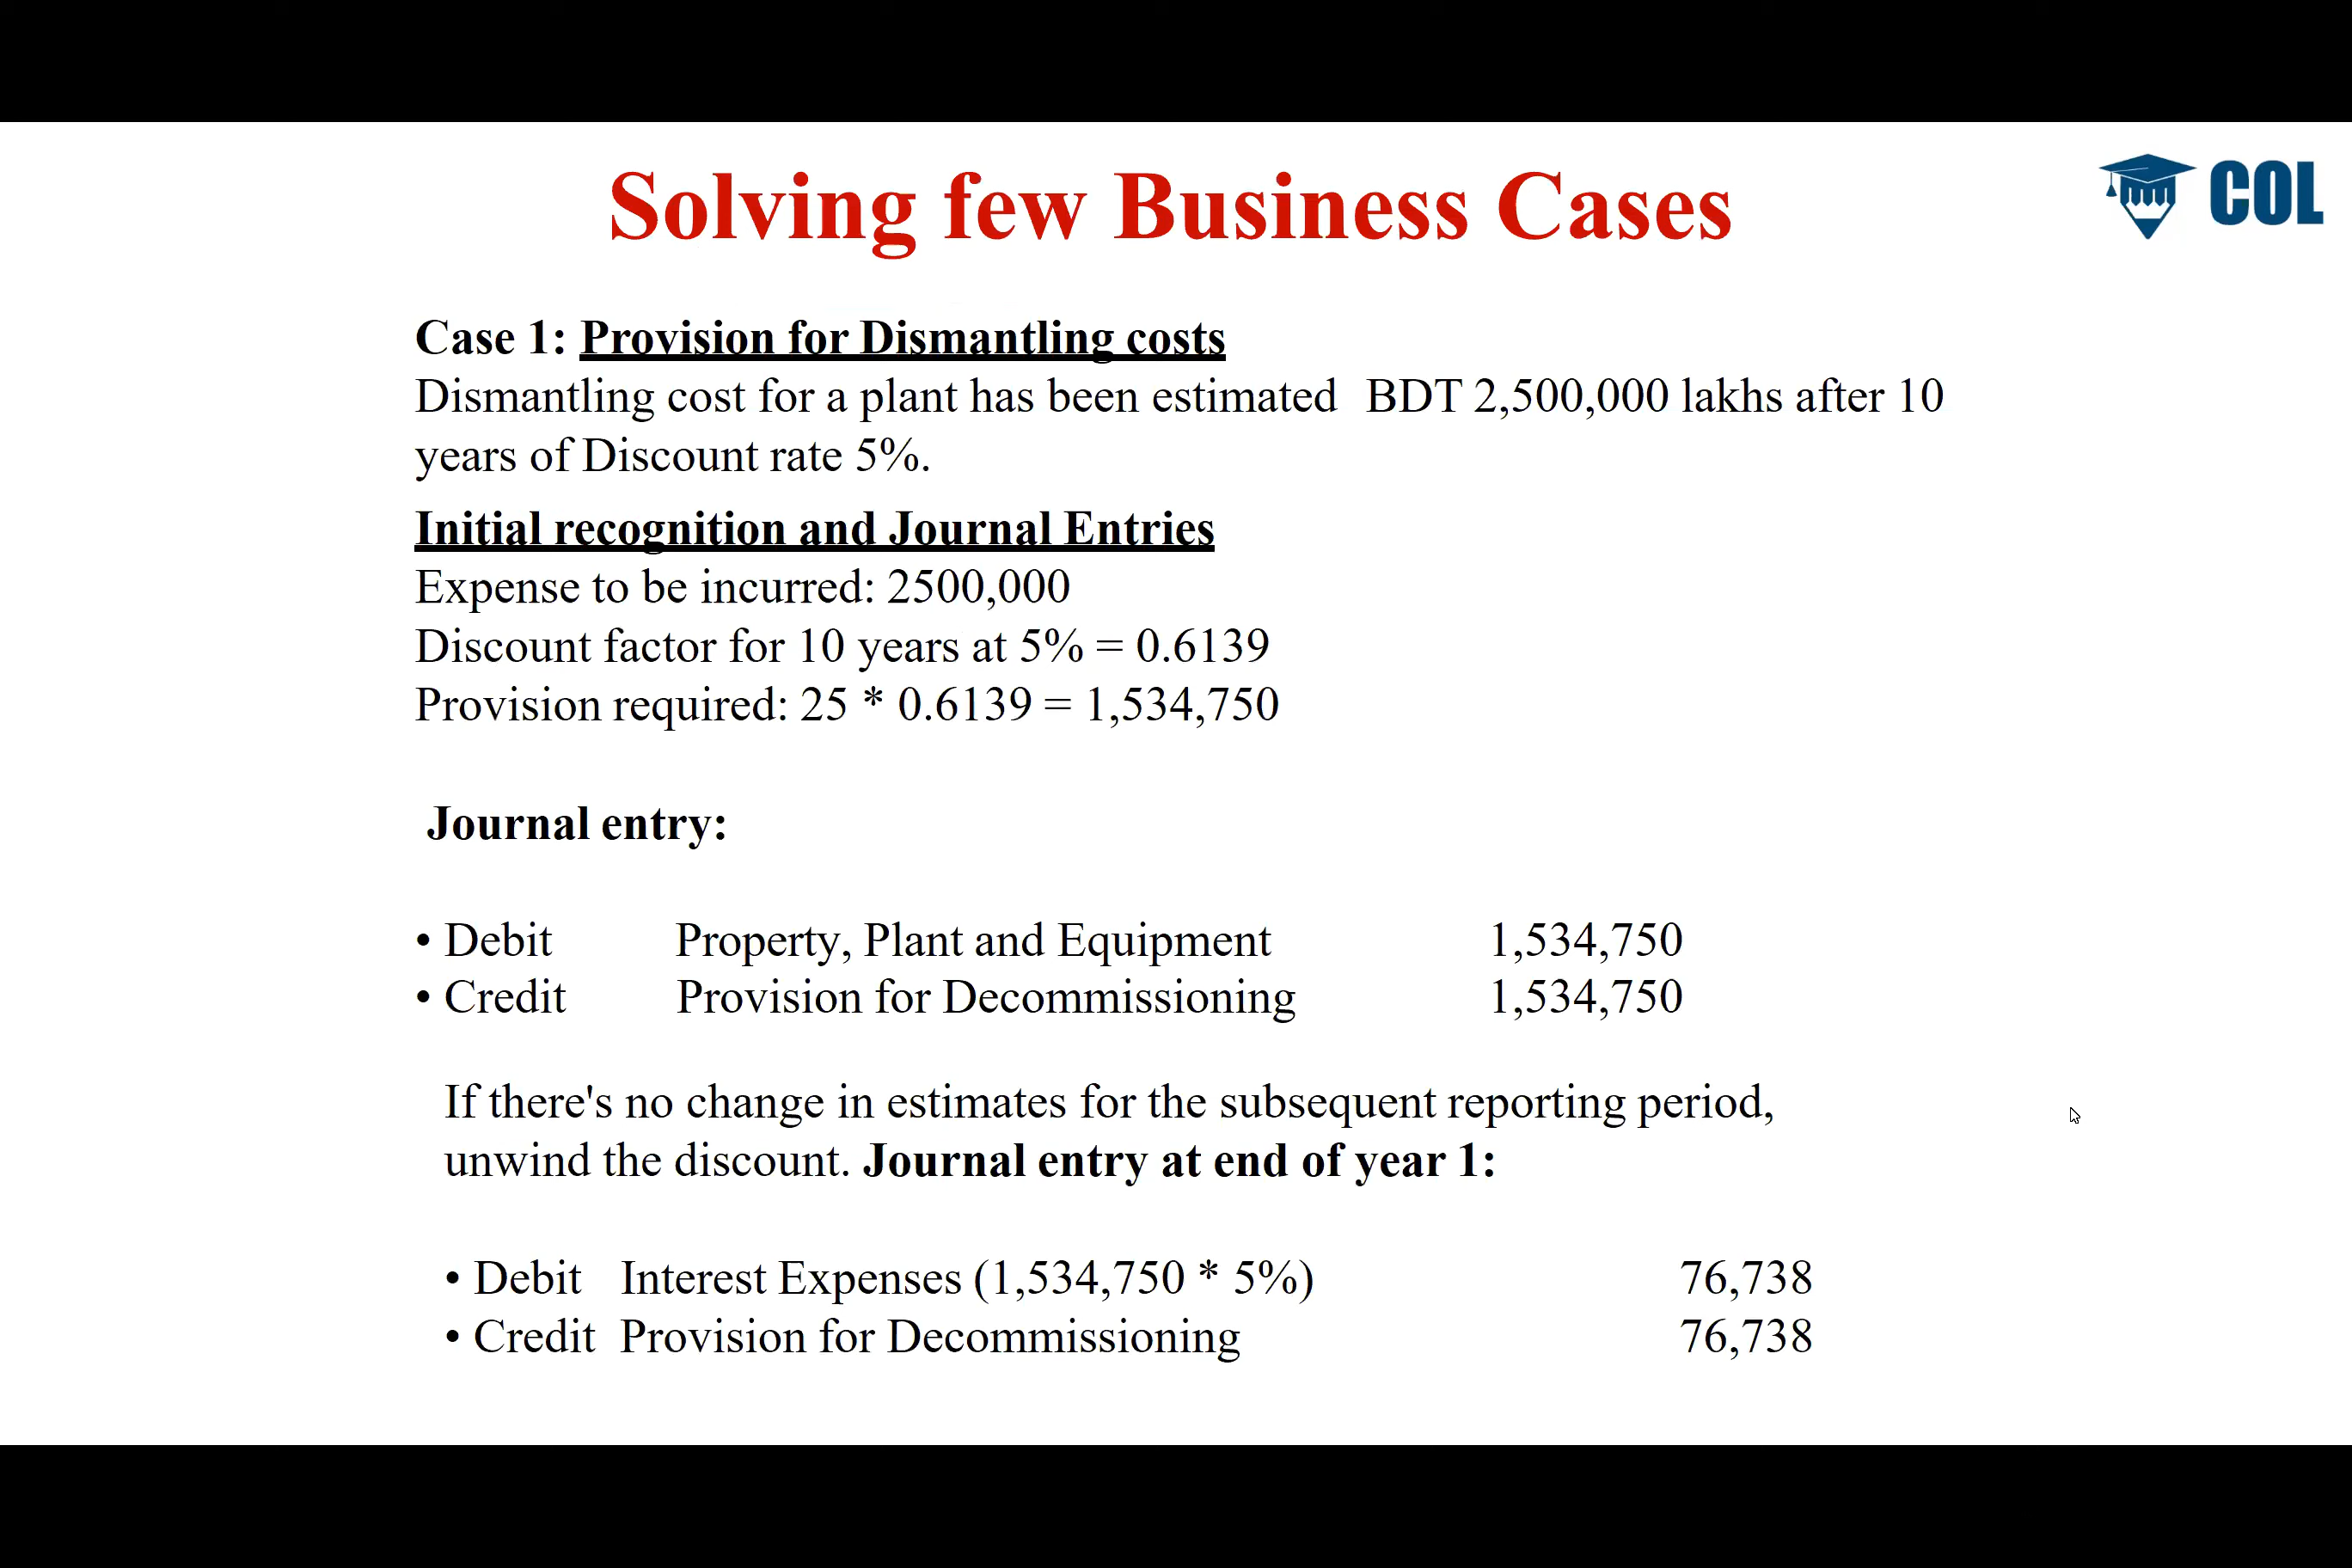 Solving few Business Cases
COL
Case 1: Provision for Dismantling costs
Dismantling cost for a plant has been estimated BDT 2,500,000 lakhs after 10
years of Discount rate 5%.
Initial recognition and Journal Entries
Expense to be incurred: 2500,000
Discount factor for 10 years at 5% = 0.6139
Provision required: 25 * 0.6139 = 1,534,750
Journal entry:
• Debit Property, Plant and Equipment 1,534,750
• Credit Provision for Decommissioning 1,534,750
If there's no change in estimates for the subsequent reporting period,
unwind the discount. Journal entry at end of year 1:
• Debit Interest Expenses (1,534,750 * 5%) 76,738
• Credit Provision for Decommissioning 76,738